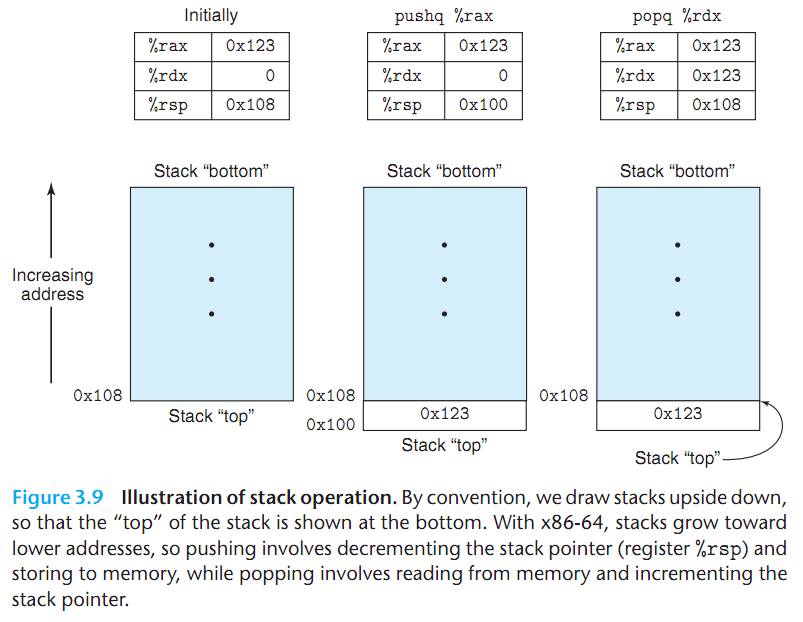 Initially
%rax 0x123
%rdx 0
%rsp 0x108
pushq %rax
%rax 0x123
%rdx 0
%rsp 0x100
popq %rdx
%rax 0x123
%rdx 0x123
%rsp 0x108
Increasing
address
Stack “bottom”
0x108
Stack “top”
Stack “bottom”
0x108
0x100
0x123
Stack “top”
Stack “bottom”
0x108
0x123
Stack “top”
Figure 3.9 Illustration of stack operation. By convention, we draw stacks upside down,
so that the “top” of the stack is shown at the bottom. With x86-64, stacks grow toward
lower addresses, so pushing involves decrementing the stack pointer (register %rsp) and
storing to memory, while popping involves reading from memory and incrementing the
stack pointer.